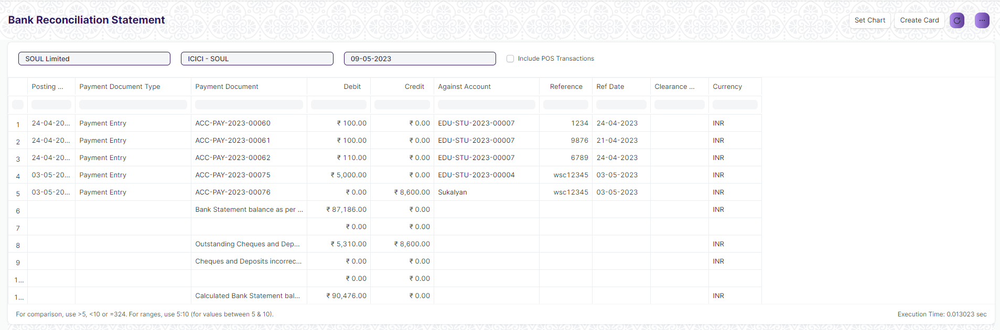 Bank Reconciliation Statement
Set Chart Create Card ...
SOUL Limited ICICI - SOUL 09-05-2023 Include POS Transactions
Posting ... Payment Document Type Payment Document Debit Credit Against Account Reference Ref Date Clearance ... Currency
1 24-04-20... Payment Entry ACC-PAY-2023-00060 ₹ 100.00 ₹ 0.00 EDU-STU-2023-00007 1234 24-04-2023 INR
2 24-04-20... Payment Entry ACC-PAY-2023-00061 ₹ 100.00 ₹ 0.00 EDU-STU-2023-00007 9876 21-04-2023 INR
3 24-04-20... Payment Entry ACC-PAY-2023-00062 ₹ 110.00 ₹ 0.00 EDU-STU-2023-00007 6789 24-04-2023 INR
4 03-05-20... Payment Entry ACC-PAY-2023-00075 ₹ 5,000.00 ₹ 0.00 EDU-STU-2023-00004 wsc12345 03-05-2023 INR
5 03-05-20... Payment Entry ACC-PAY-2023-00076 ₹ 0.00 ₹ 8,600.00 Sukalyan wsc12345 03-05-2023 INR
6 Bank Statement balance as per ... ₹ 87,186.00 ₹ 0.00 INR
7 ₹ 0.00 ₹ 0.00
8 Outstanding Cheques and Dep... ₹ 5,310.00 ₹ 8,600.00 INR
9 Cheques and Deposits incorrec... ₹ 0.00 ₹ 0.00 INR
1... ₹ 0.00 ₹ 0.00
1... Calculated Bank Statement bal... ₹ 90,476.00 ₹ 0.00 INR
For comparison, use >5, <10 or =324. For ranges, use 5:10 (for values between 5 & 10). Execution Time: 0.013023 sec